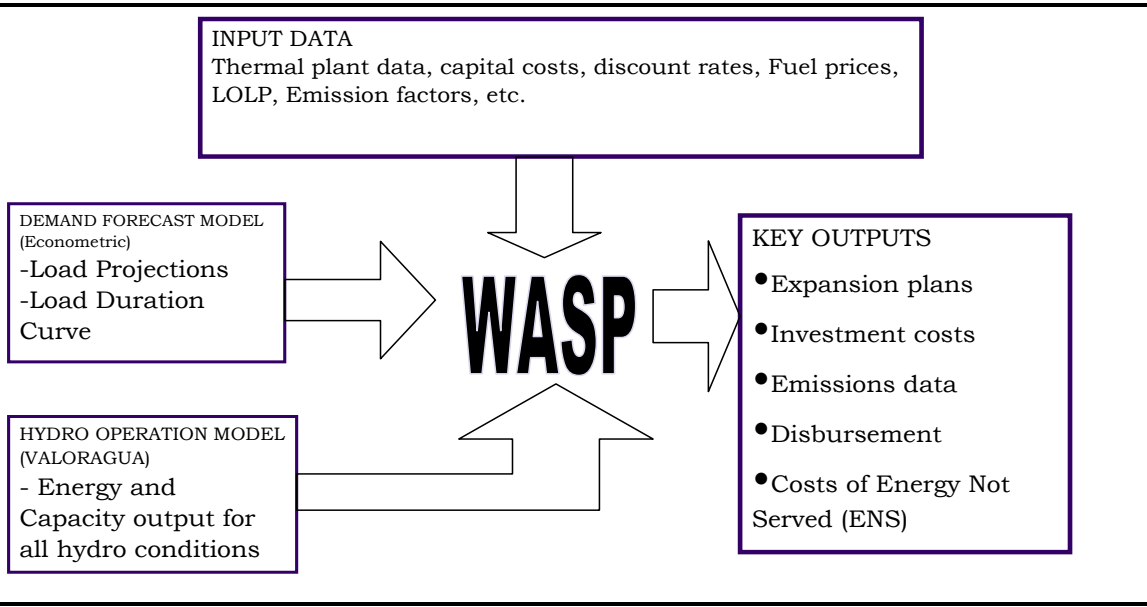 INPUT DATA
Thermal plant data, capital costs, discount rates, Fuel prices,
LOLP, Emission factors, etc.
DEMAND FORECAST MODEL
(Econometric)
-Load Projections
-Load Duration
Curve
WASP
KEY OUTPUTS
•Expansion plans
•Investment costs
•Emissions data
•Disbursement
•Costs of Energy Not
Served (ENS)
HYDRO OPERATION MODEL
(VALORAGUA)
- Energy and
Capacity output for
all hydro conditions